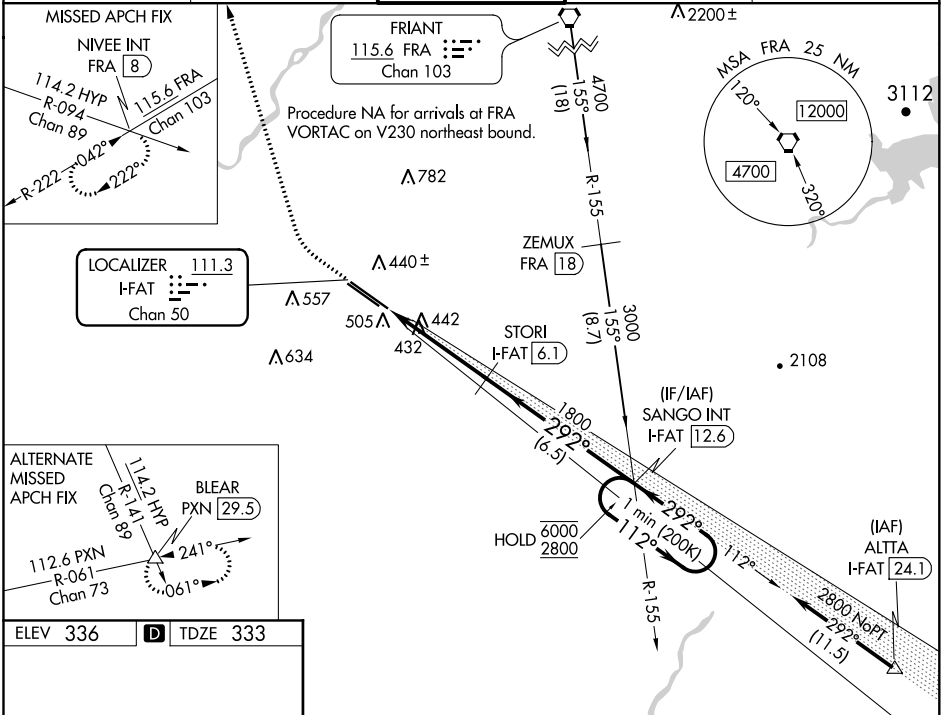 MISSED APCH FIX
NIVEE INT
FRA 8
114.2 HYP
R-094
Chan 89
115.6 FRA
Chan 103
R-222
042°
222°
FRIANT
115.6 FRA
Chan 103
Procedure NA for arrivals at FRA
VORTAC on V230 northeast bound.
2200±
MSA FRA 25 NM
120°
12000
4700
320°
3112
4700
155°
(18)
R-155
782
ZEMUX
FRA 18
LOCALIZER 111.3
I-FAT
Chan 50
440±
557
505
442
432
634
3000
155°
(8.7)
STORI
I-FAT 6.1
2108
(IF/IAF)
SANGO INT
I-FAT 12.6
1800
292°
(6.5)
HOLD 6000
2800
1 min (200K)
292°
112°
112°
R-155
(IAF)
ALTTA
I-FAT 24.1
2800 NoPT
292°
(11.5)
ALTERNATE
MISSED
APCH FIX
114.2 HYP
R-141
Chan 89
BLEAR
PXN 29.5
112.6 PXN
R-061
Chan 73
241°
061°
ELEV 336
D
TDZE 333